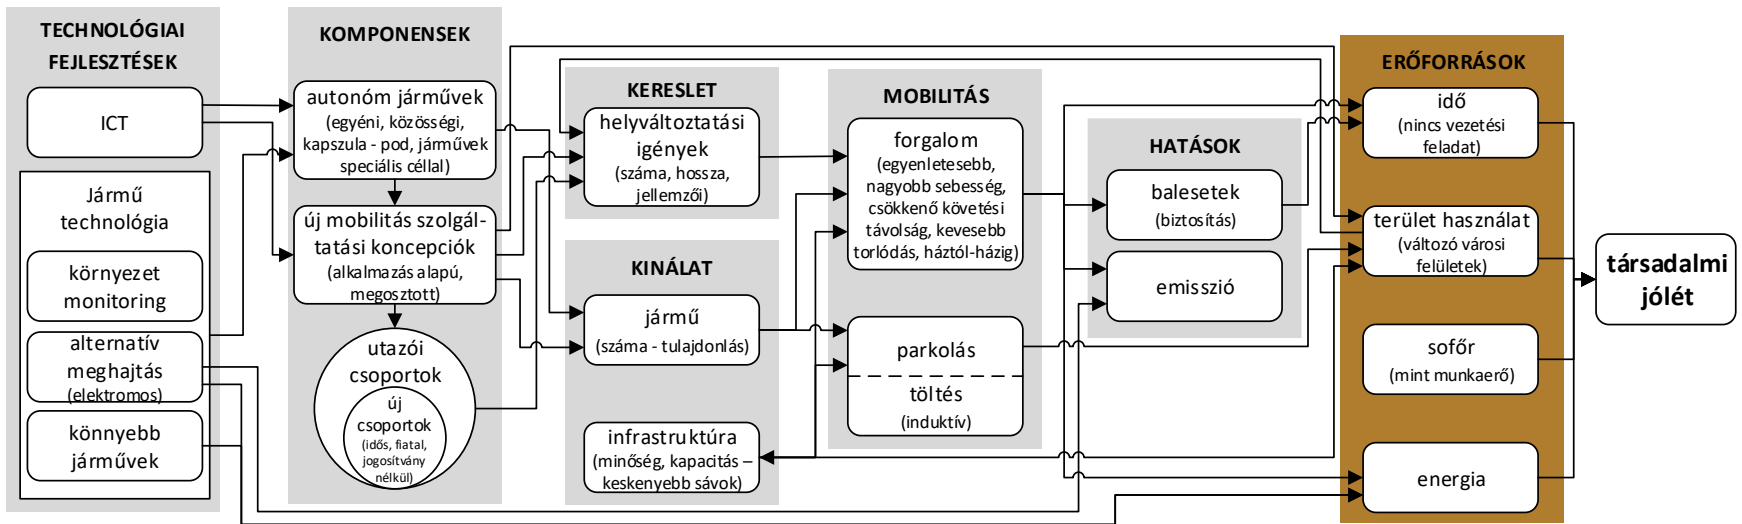 TECHNOLÓGIAI
FEJLESZTÉSEK
ICT
Jármű
technológia
környezet
monitoring
alternatív
meghajtás
(elektromos)
könnyebb
járművek
KOMPONENSEK
autonóm járművek
(egyéni, közösségi,
kapszula - pod, járművek
speciális céllal)
új mobilitás szolgál-
tatási koncepciók
(alkalmazás alapú,
megosztott)
utazói
csoportok
új
csoportok
(idős, fiatal,
jogosítvány
nélkül)
KERESLET
helyváltoztatási
igények
(száma, hossza,
jellemzői)
KINÁLAT
jármű
(száma - tulajdonlás)
infrastruktúra
(minőség, kapacitás –
keskenyebb sávok)
MOBILITÁS
forgalom
(egyenletesebb,
nagyobb sebesség,
csökkenő követési
távolság, kevesebb
torlódás, háztól-házig)
parkolás
töltés
(induktív)
HATÁSOK
balesetek
(biztosítás)
emisszió
ERŐFORRÁSOK
idő
(nincs vezetési
feladat)
terület használat
(változó városi
felületek)
sofőr
(mint munkaerő)
energia
társadalmi
jólét